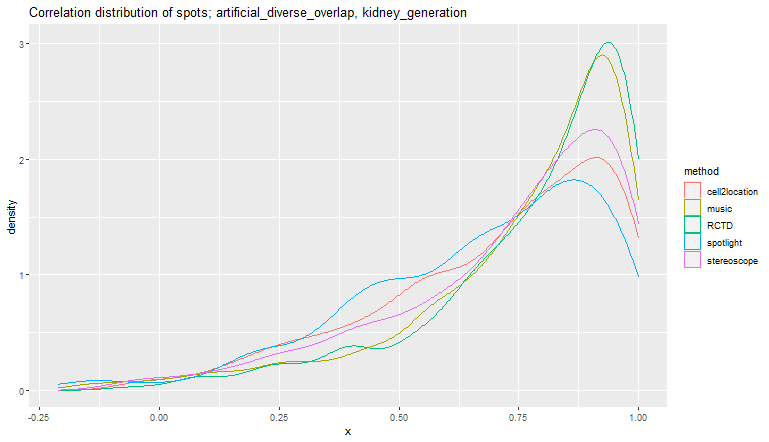 Correlation distribution of spots; artificial_diverse_overlap, kidney_generation
3
2
1
0
density
-0.25 0.00 0.25 0.50 0.75 1.00
x
method
cell2location
music
RCTD
spotlight
stereoscope